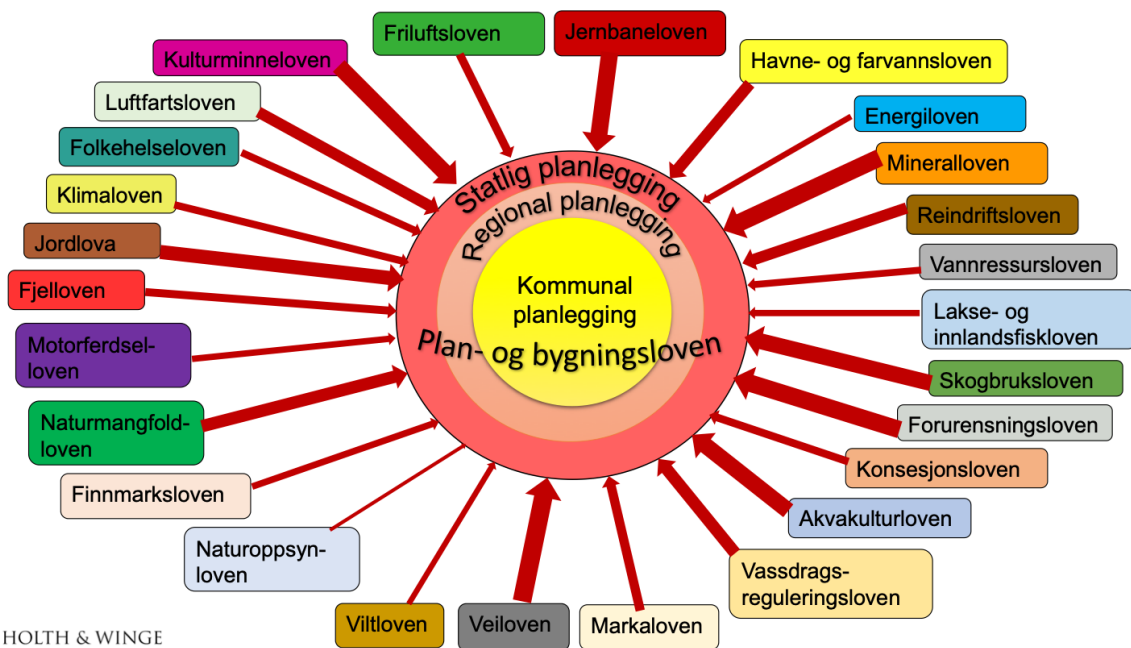 Friluftsloven
Jernbaneloven
Kulturminneloven
Havne- og farvannsloven
Luftfartsloven
Energiloven
Folkehelseloven
Mineralloven
Klimaloven
Reindriftsloven
Jordlova
Vannressursloven
Fjelloven
Lakse- og
innlandsfiskloven
Motorferdsel-
loven
Skogbruksloven
Naturmangfold-
loven
Forurensningsloven
Finnmarksloven
Konsesjonsloven
Naturoppsyn-
loven
Akvakulturloven
Vassdrags-
reguleringsloven
Viltloven
Veiloven
Markaloven
Statlig planlegging
Regional planlegging
Kommunal
planlegging
Plan- og bygningsloven
HOLTH & WINGE